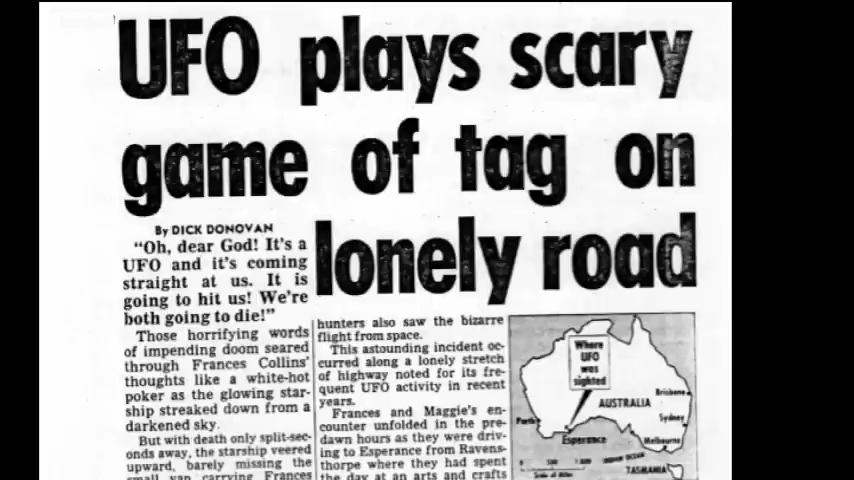 UFO plays scary
game of tag on
lonely road
By DICK DONOVAN
"Oh, dear God! It's a
UFO and it's coming
straight at us. It is
going to hit us! We're
both going to die!"
Those horrifying words
of impending doom seared
through Frances Collins'
thoughts like a white-hot
poker as the glowing star-
ship streaked down from a
darkened sky.
But with death only split-sec-
onds away, the starship veered
upward, barely missing the
small van carrying Frances
hunters also saw the bizarre
flight from space.
This astounding incident oc-
curred along a lonely stretch
of highway noted for its fre-
quent UFO activity in recent
years.
Frances and Maggie's en-
counter unfolded in the pre-
dawn hours as they were driv-
ing to Esperance from Ravens-
thorpe where they had spent
the day at an arts and crafts
Where
UFO
was
sighted
AUSTRALIA
Brisbane
Sydney
Perth
Esperance
Melbourne
INDIAN OCEAN
TASMANIA
0 500
Scale of Miles